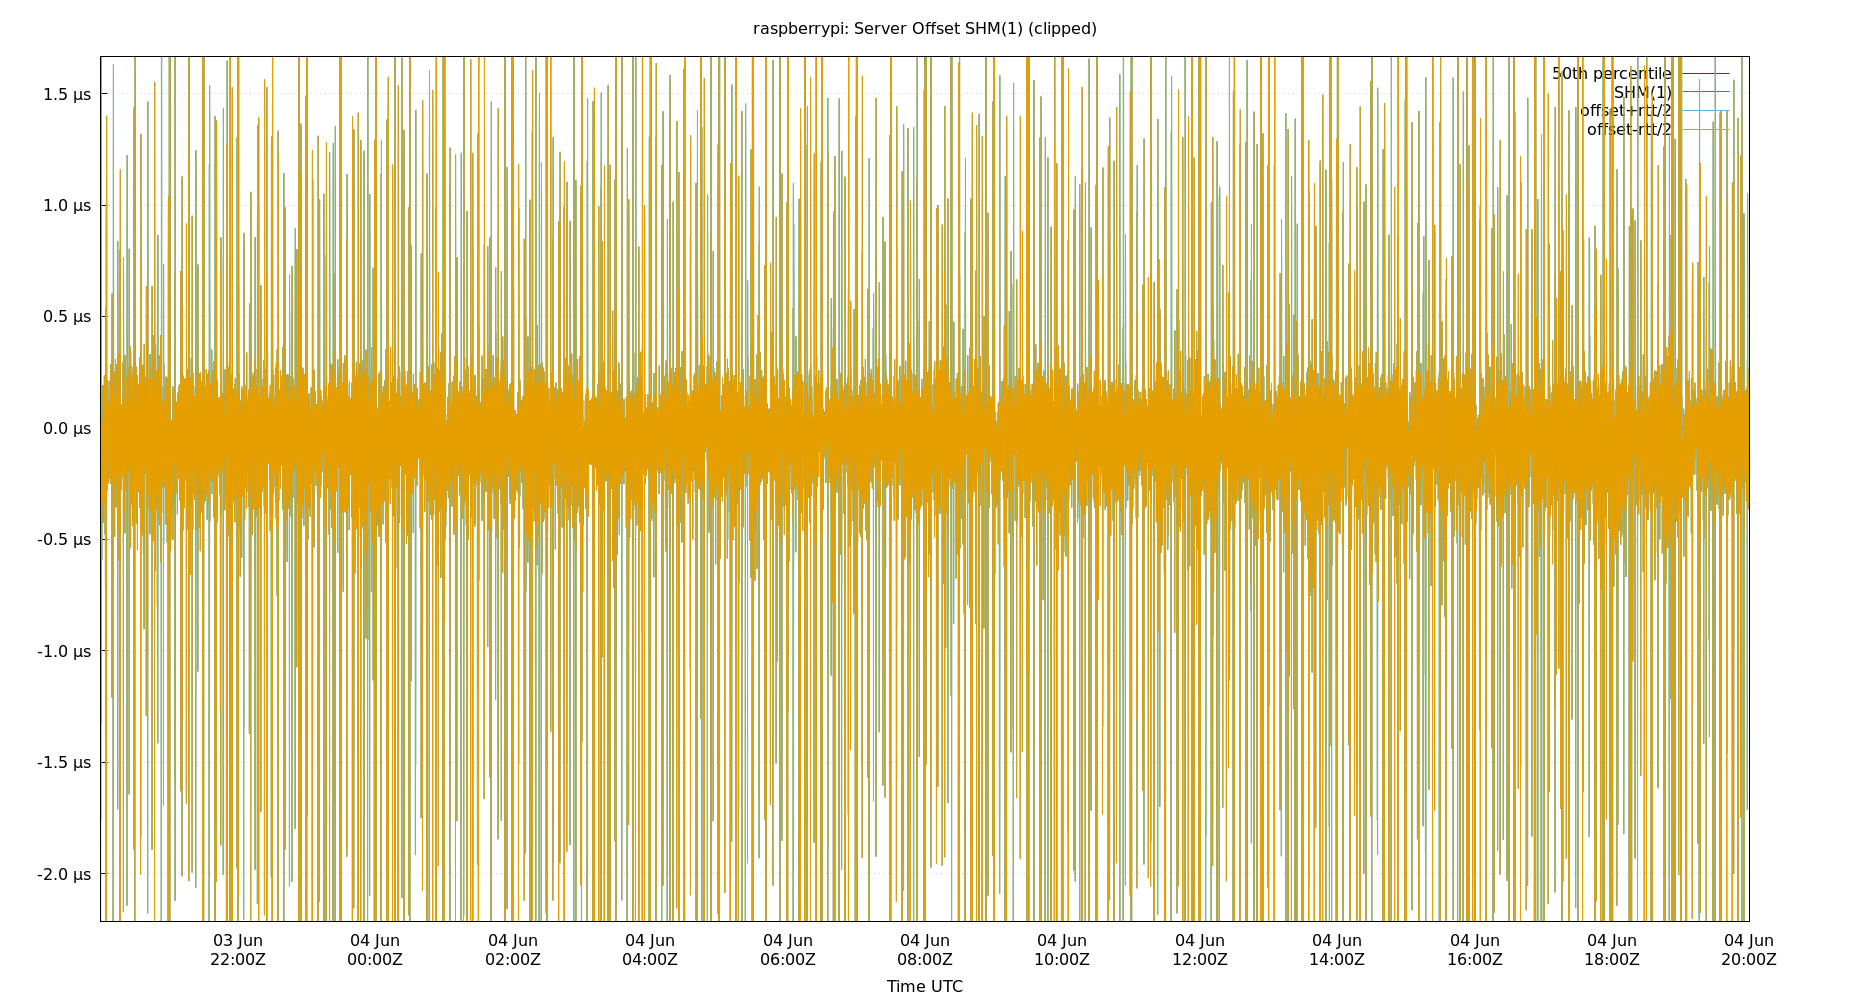 raspberrypi: Server Offset SHM(1) (clipped)
50th percentile
SHM(1)
offset+rtt/2
offset-rtt/2
1.5 µs
1.0 µs
0.5 µs
0.0 µs
-0.5 µs
-1.0 µs
-1.5 µs
-2.0 µs
03 Jun 04 Jun 04 Jun 04 Jun 04 Jun 04 Jun 04 Jun 04 Jun 04 Jun 04 Jun 04 Jun 04 Jun
22:00Z 00:00Z 02:00Z 04:00Z 06:00Z 08:00Z 10:00Z 12:00Z 14:00Z 16:00Z 18:00Z 20:00Z
Time UTC